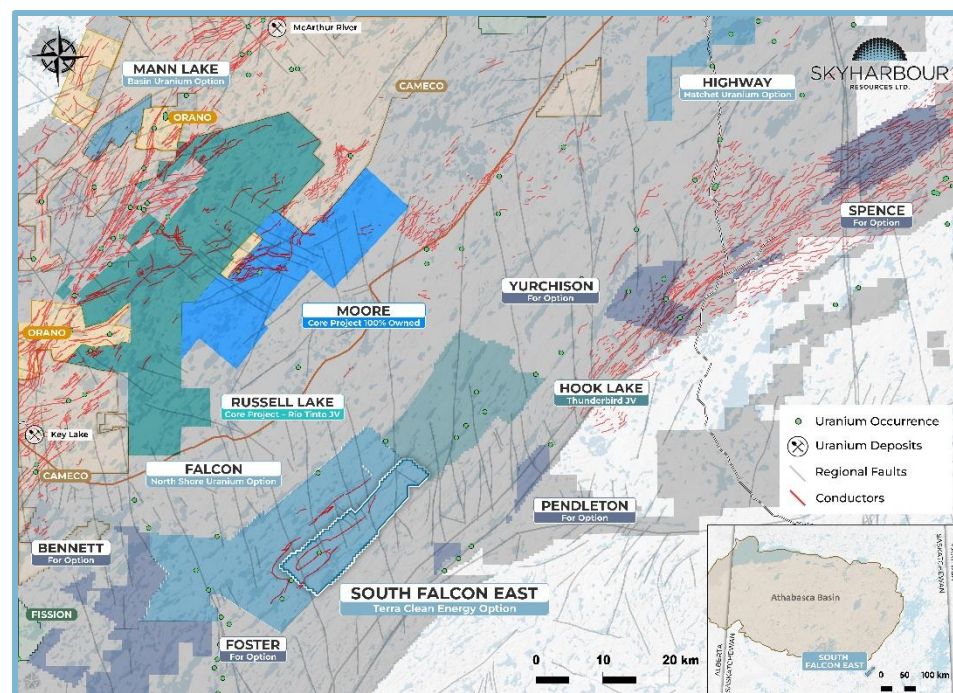 McArthur River
MANN LAKE
Basin Uranium Option
CAMECO
ORANO
HIGHWAY
Hatchet Uranium Option
SKYHARBOUR
RESOURCES LTD.
SPENCE
For Option
YURCHISON
For Option
MOORE
Core Project 100% Owned
ORANO
HOOK LAKE
Thunderbird JV
RUSSELL LAKE
Core Project - Rio Tinto JV
Key Lake
CAMECO
FALCON
North Shore Uranium Option
Uranium Occurrence
Uranium Deposits
Regional Faults
Conductors
PENDLETON
For Option
BENNETT
For Option
SOUTH FALCON EAST
Terra Clean Energy Option
FISSION
FOSTER
For Option
0 10 20 km
Athabasca Basin
SASKATCHEWAN
ALBERTA
SASKATCHEWAN
SOUTH
FALCON EAST
0 50 100 km